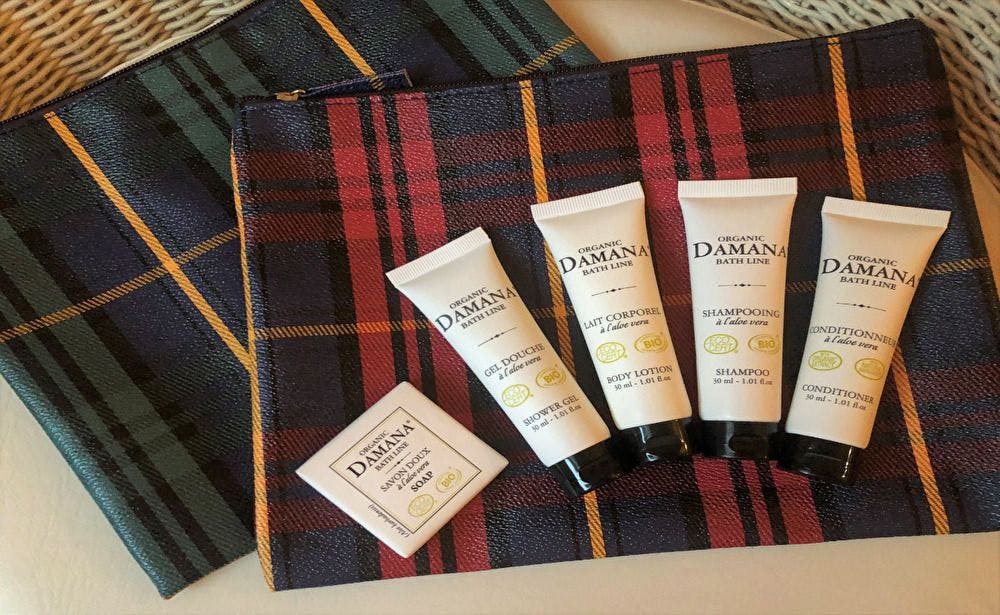 ORGANIC
DAMANA
BATH LINE
GEL DOUCHE
à l'aloe vera
BIO
SHOWER GEL
30 ml - 1.01 fl.oz
ORGANIC
DAMANA®
BATH LINE
LAIT CORPOREL
à l'aloe vera
BIO
BODY LOTION
30 ml - 1.01 fl.oz
ORGANIC
DAMANA®
BATH LINE
SHAMPOOING
à l'aloe vera
BIO
SHAMPOO
30 ml - 1.01 fl.oz
ORGANIC
DAMANA
BATH LINE
CONDITIONNEUR
à l'aloe vera
CONDITIONER
30 ml - 1.01 fl.oz
ORGANIC
DAMANA®
BATH LINE
SAVON DOUX
à l'aloe vera
SOAP
BIO